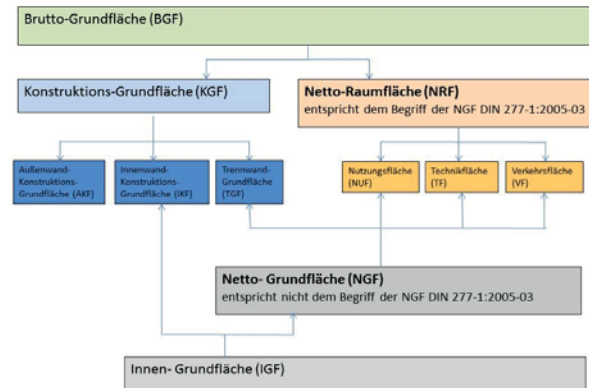 Brutto-Grundfläche (BGF)
Konstruktions-Grundfläche (KGF)
Netto-Raumfläche (NRF)
entspricht dem Begriff der NGF DIN 277-1:2005-03
Außenwand-
Konstruktions-
Grundfläche (AKF)
Innenwand-
Konstruktions-
Grundfläche (IKF)
Trennwand-
Grundfläche
(TGF)
Nutzungsfläche
(NUF)
Technikfläche
(TF)
Verkehrsfläche
(VF)
Netto- Grundfläche (NGF)
entspricht nicht dem Begriff der NGF DIN 277-1:2005-03
Innen- Grundfläche (IGF)